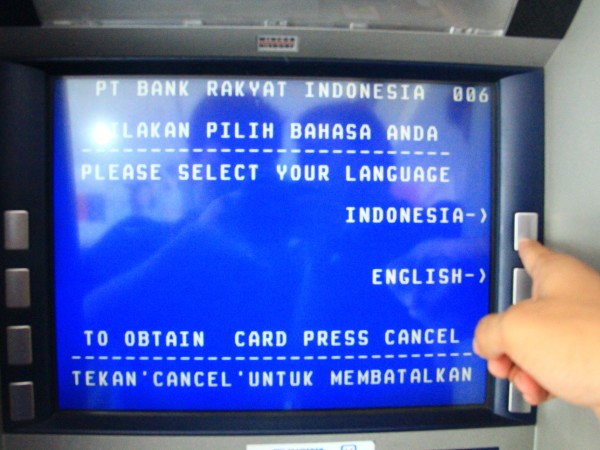 PT BANK RAKYAT INDONESIA 006
ILAKAN PILIH BAHASA ANDA
PLEASE SELECT YOUR LANGUAGE
INDONESIA->
ENGLISH->
TO OBTAIN CARD PRESS CANCEL
TEKAN'CANCEL'UNTUK MEMBATALKAN